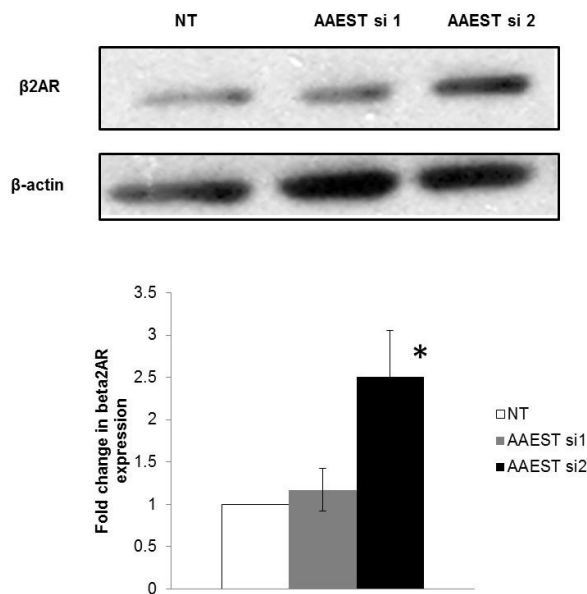 NT AAEST si 1 AAEST si 2
β2AR
β-actin
Fold change in beta2AR
expression
3.5
3
2.5
2
1.5
1
0.5
0
*
NT
AAEST si1
AAEST si2